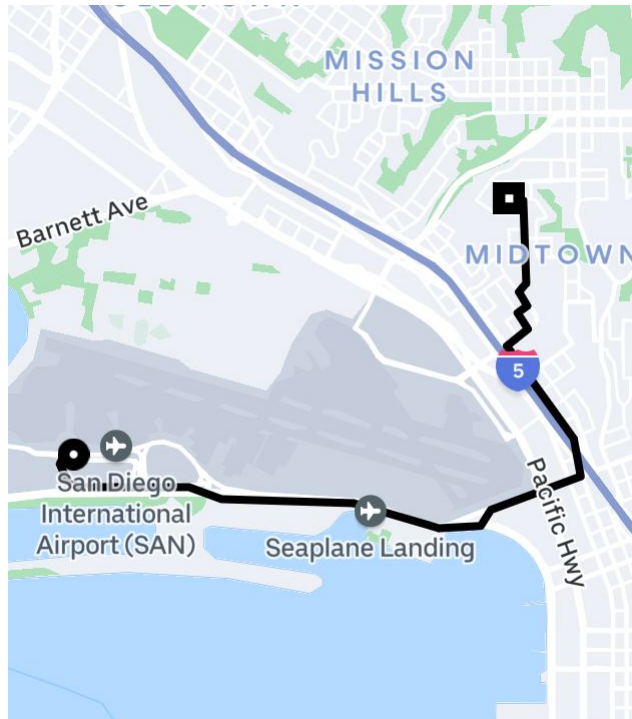 MISSION
HILLS
Barnett Ave
MIDTOWN
5
San Diego
International
Airport (SAN)
Seaplane Landing
Pacific Hwy